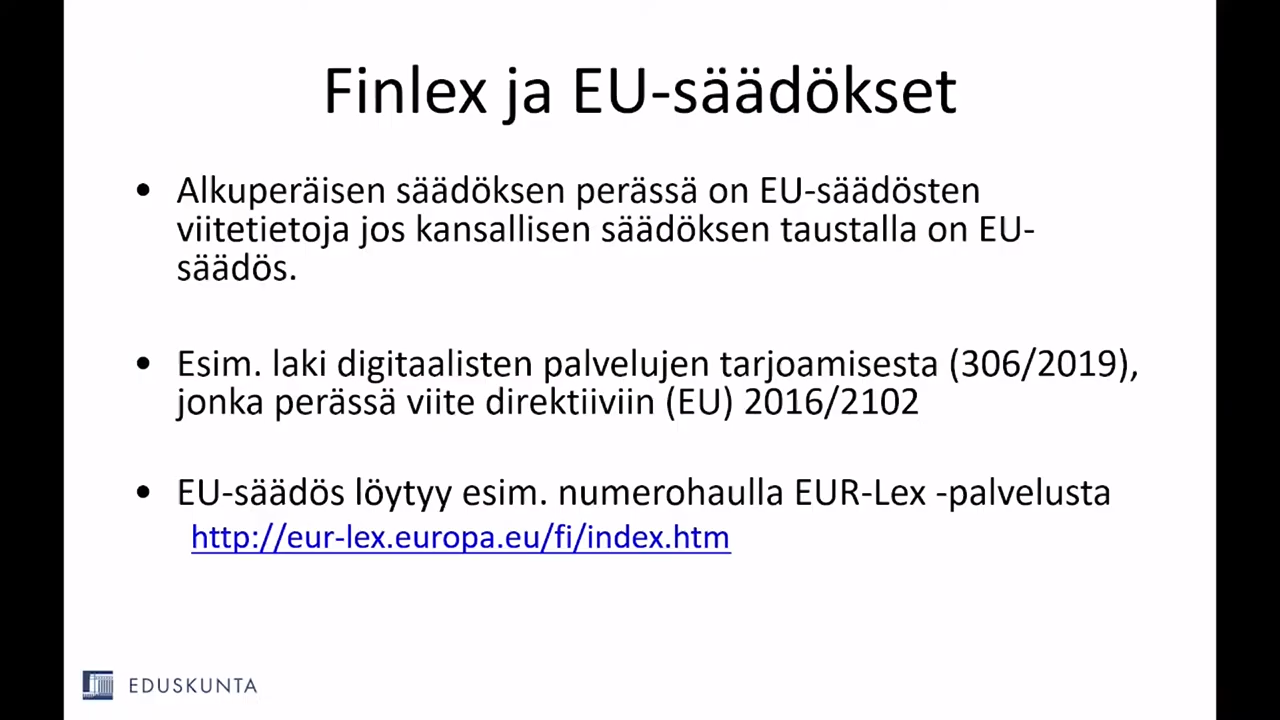 Finlex ja EU-säädökset
• Alkuperäisen säädöksen perässä on EU-säädösten
viitetietoja jos kansallisen säädöksen taustalla on EU-
säädös.
• Esim. laki digitaalisten palvelujen tarjoamisesta (306/2019),
jonka perässä viite direktiiviin (EU) 2016/2102
• EU-säädös löytyy esim. numerohaulla EUR-Lex -palvelusta
http://eur-lex.europa.eu/fi/index.htm
EDUSKUNTA